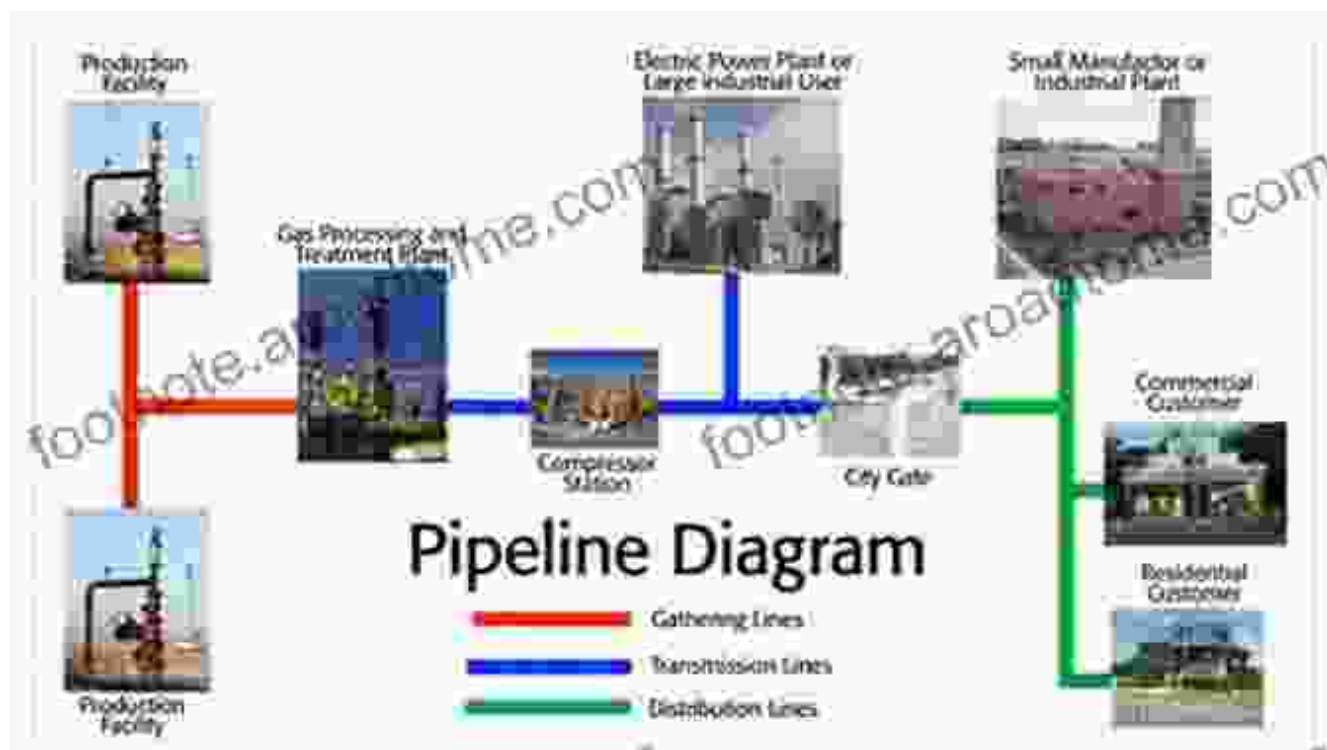 Production
Facility
Electric Power Plant or
Large Industrial User
Small Manufactor or
Industrial Plant
Gas Processing and
Treatment Plant
Compressor
Station
City Gate
Commercial
Customer
Residential
Customer
Production
Facility
Pipeline Diagram
Gathering Lines
Transmission Lines
Distribution Lines